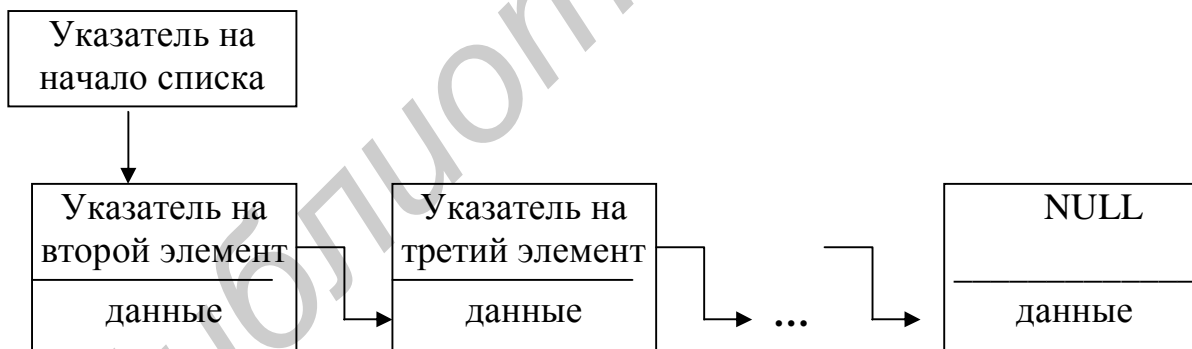 Указатель на
начало списка
Указатель на
второй элемент
данные
Указатель на
третий элемент
данные
...
NULL
данные